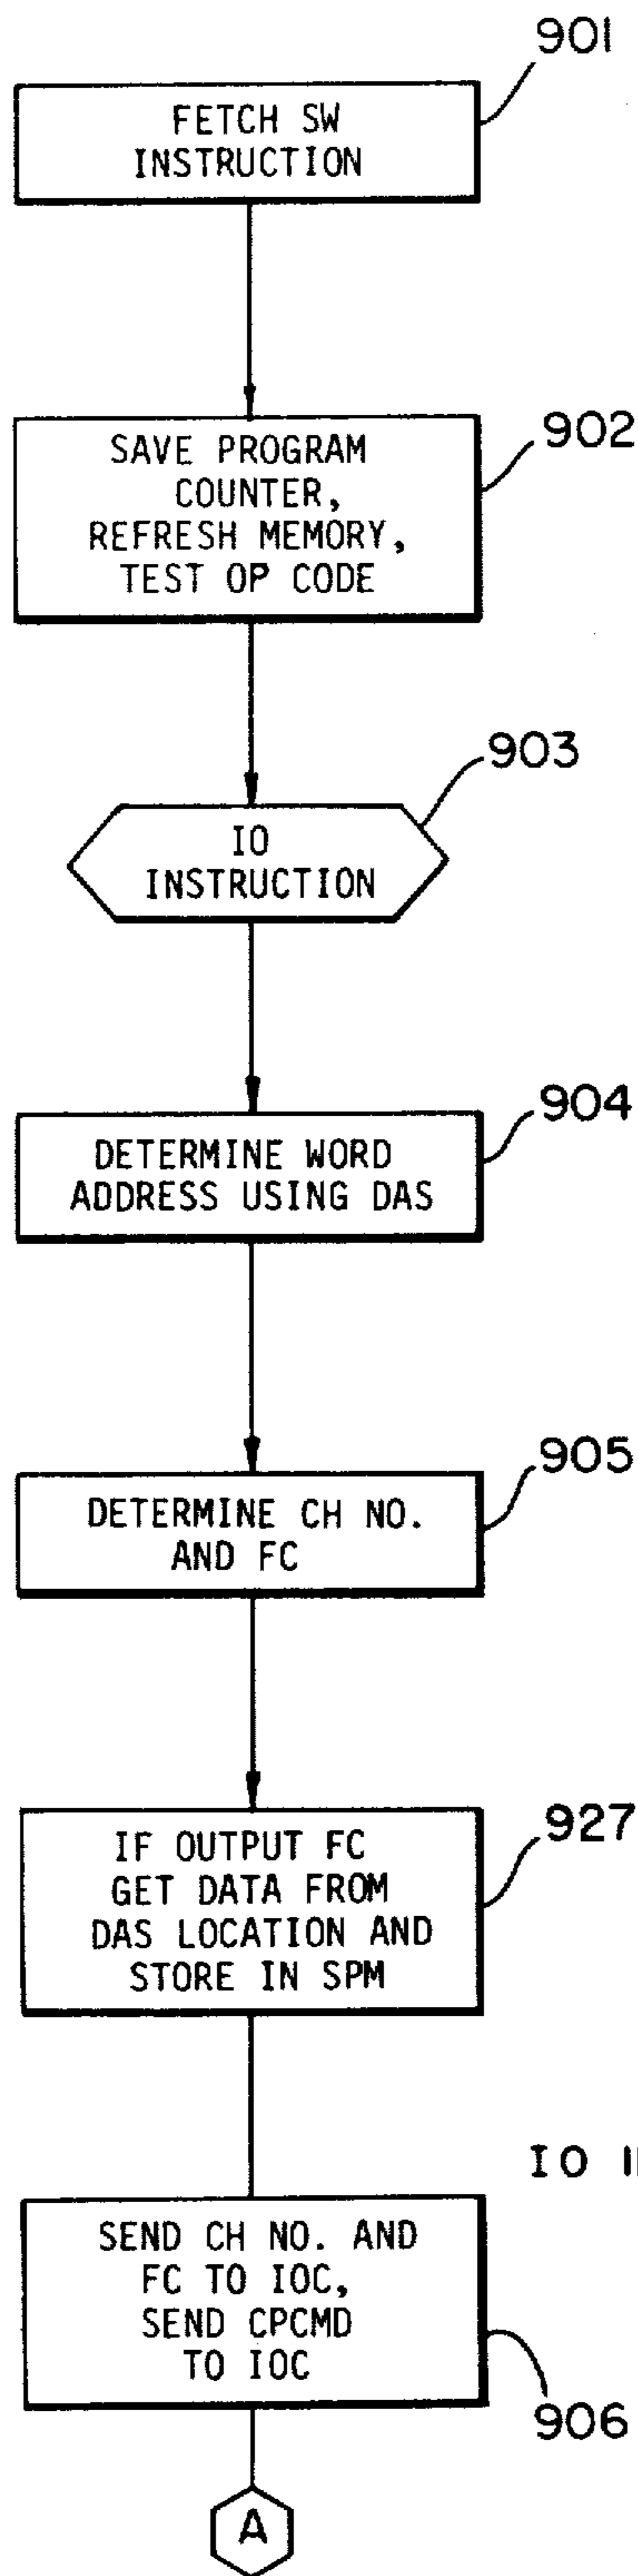 901
FETCH SW
INSTRUCTION
902
SAVE PROGRAM
COUNTER,
REFRESH MEMORY,
TEST OP CODE
903
IO
INSTRUCTION
904
DETERMINE WORD
ADDRESS USING DAS
905
DETERMINE CH NO.
AND FC
927
IF OUTPUT FC
GET DATA FROM
DAS LOCATION AND
STORE IN SPM
IO
SEND CH NO. AND
FC TO IOC,
SEND CPCMD
TO IOC
906
A